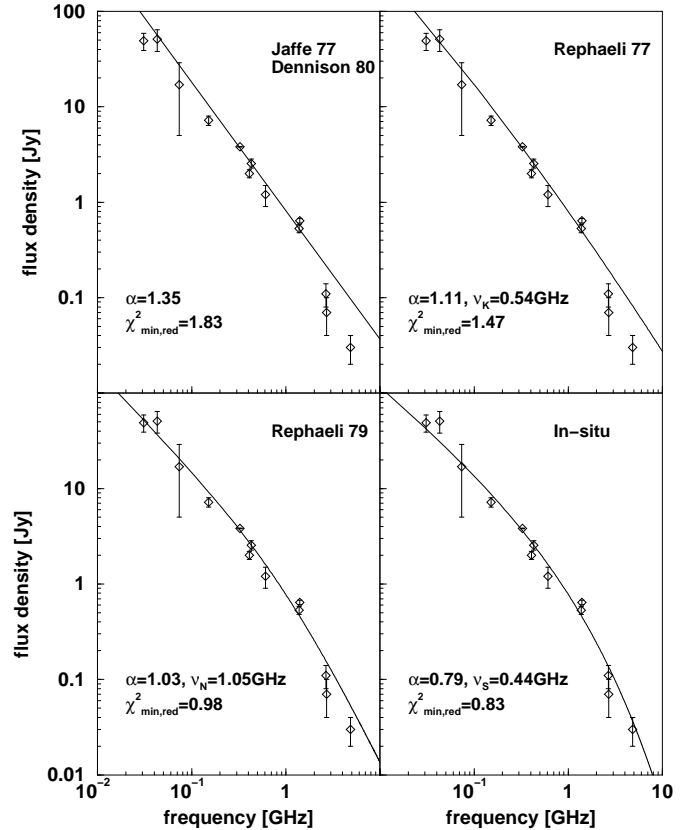 100
10
1
0.1
flux density [Jy]
Jaffe 77
Dennison 80
α=1.35
χ²min,red=1.83
Rephaeli 77
α=1.11, νK=0.54GHz
χ²min,red=1.47
10
1
0.1
0.01
flux density [Jy]
Rephaeli 79
α=1.03, νN=1.05GHz
χ²min,red=0.98
In−situ
α=0.79, νS=0.44GHz
χ²min,red=0.83
10⁻² 10⁻¹ 1 10⁻¹ 1 10
frequency [GHz] frequency [GHz]